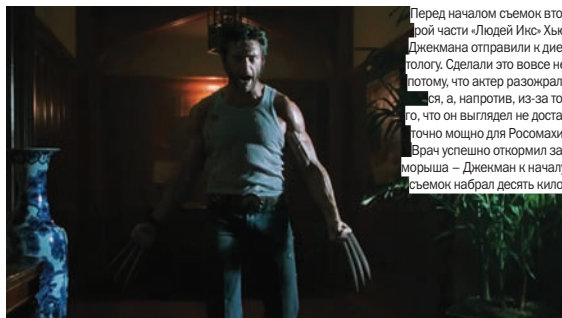 Перед началом съемок вто
рой части «Людей Икс» Хью
Джекмана отправили к дие
тологу. Сделали это вовсе не
потому, что актер разожрал
ся, а, напротив, из-за то
го, что он выглядел не доста
точно мощно для Росомахи
Врач успешно откормил за
морыша – Джекман к началу
съемок набрал десять кило